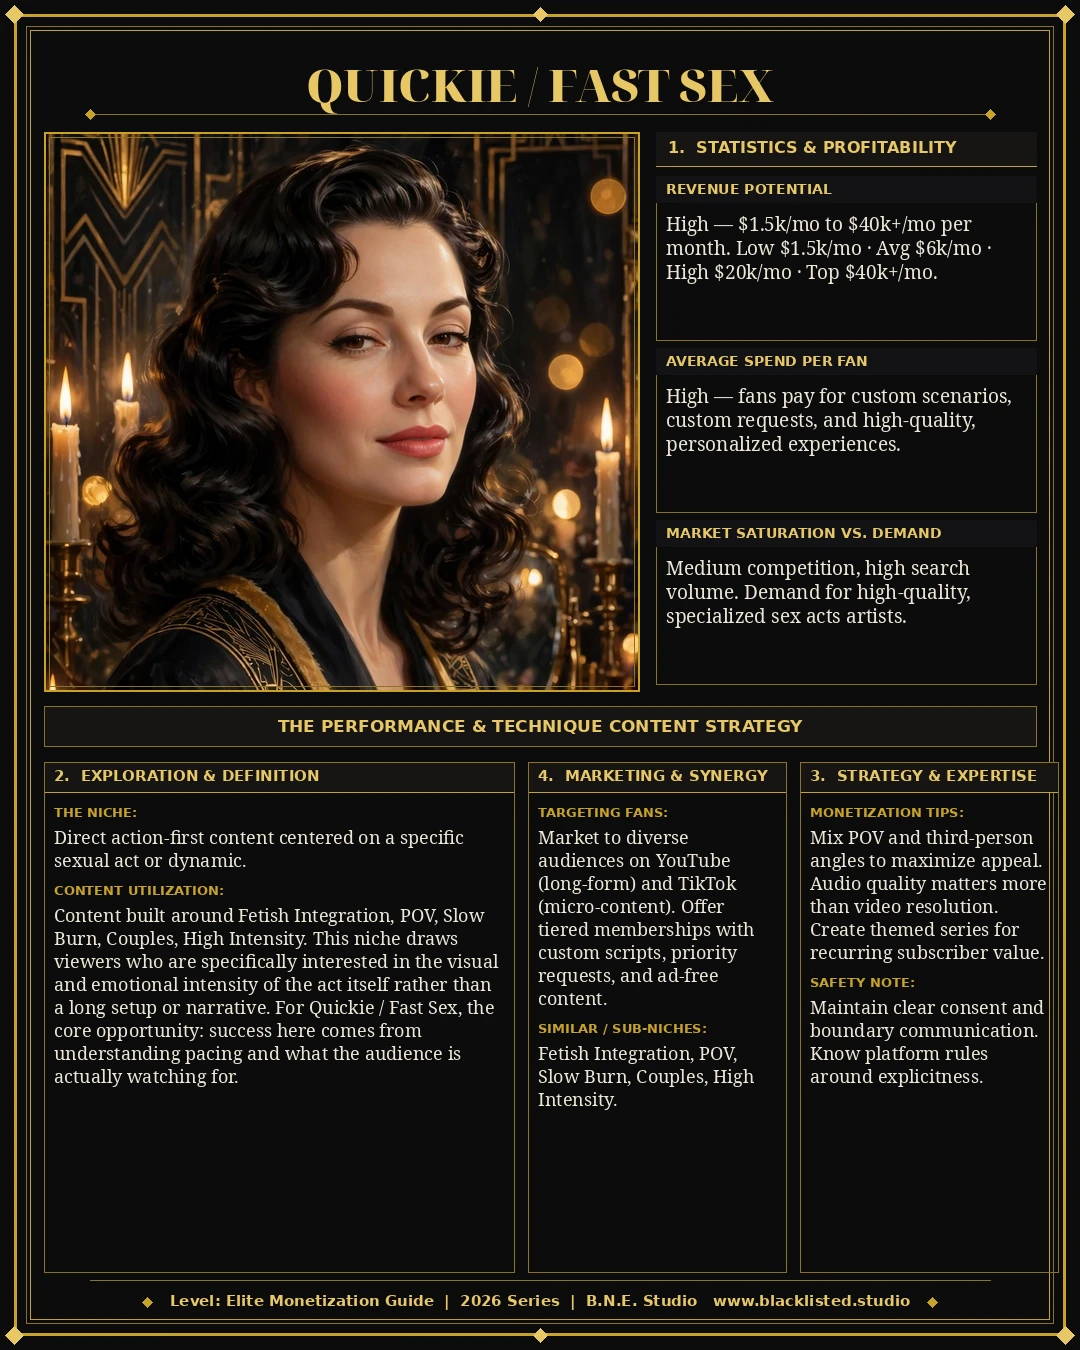 QUICKIE / FAST SEX
1. STATISTICS & PROFITABILITY
REVENUE POTENTIAL
High — $1.5k/mo to $40k+/mo per
month. Low $1.5k/mo · Avg $6k/mo ·
High $20k/mo · Top $40k+/mo.
AVERAGE SPEND PER FAN
High — fans pay for custom scenarios,
custom requests, and high-quality,
personalized experiences.
MARKET SATURATION VS. DEMAND
Medium competition, high search
volume. Demand for high-quality,
specialized sex acts artists.
THE PERFORMANCE & TECHNIQUE CONTENT STRATEGY
2. EXPLORATION & DEFINITION
THE NICHE:
Direct action-first content centered on a specific
sexual act or dynamic.
CONTENT UTILIZATION:
Content built around Fetish Integration, POV, Slow
Burn, Couples, High Intensity. This niche draws
viewers who are specifically interested in the visual
and emotional intensity of the act itself rather than
a long setup or narrative. For Quickie / Fast Sex, the
core opportunity: success here comes from
understanding pacing and what the audience is
actually watching for.
4. MARKETING & SYNERGY
TARGETING FANS:
Market to diverse
audiences on YouTube
(long-form) and TikTok
(micro-content). Offer
tiered memberships with
custom scripts, priority
requests, and ad-free
content.
SIMILAR / SUB-NICHES:
Fetish Integration, POV,
Slow Burn, Couples, High
Intensity.
3. STRATEGY & EXPERTISE
MONETIZATION TIPS:
Mix POV and third-person
angles to maximize appeal.
Audio quality matters more
than video resolution.
Create themed series for
recurring subscriber value.
SAFETY NOTE:
Maintain clear consent and
boundary communication.
Know platform rules
around explicitness.
Level: Elite Monetization Guide | 2026 Series | B.N.E. Studio www.blacklisted.studio